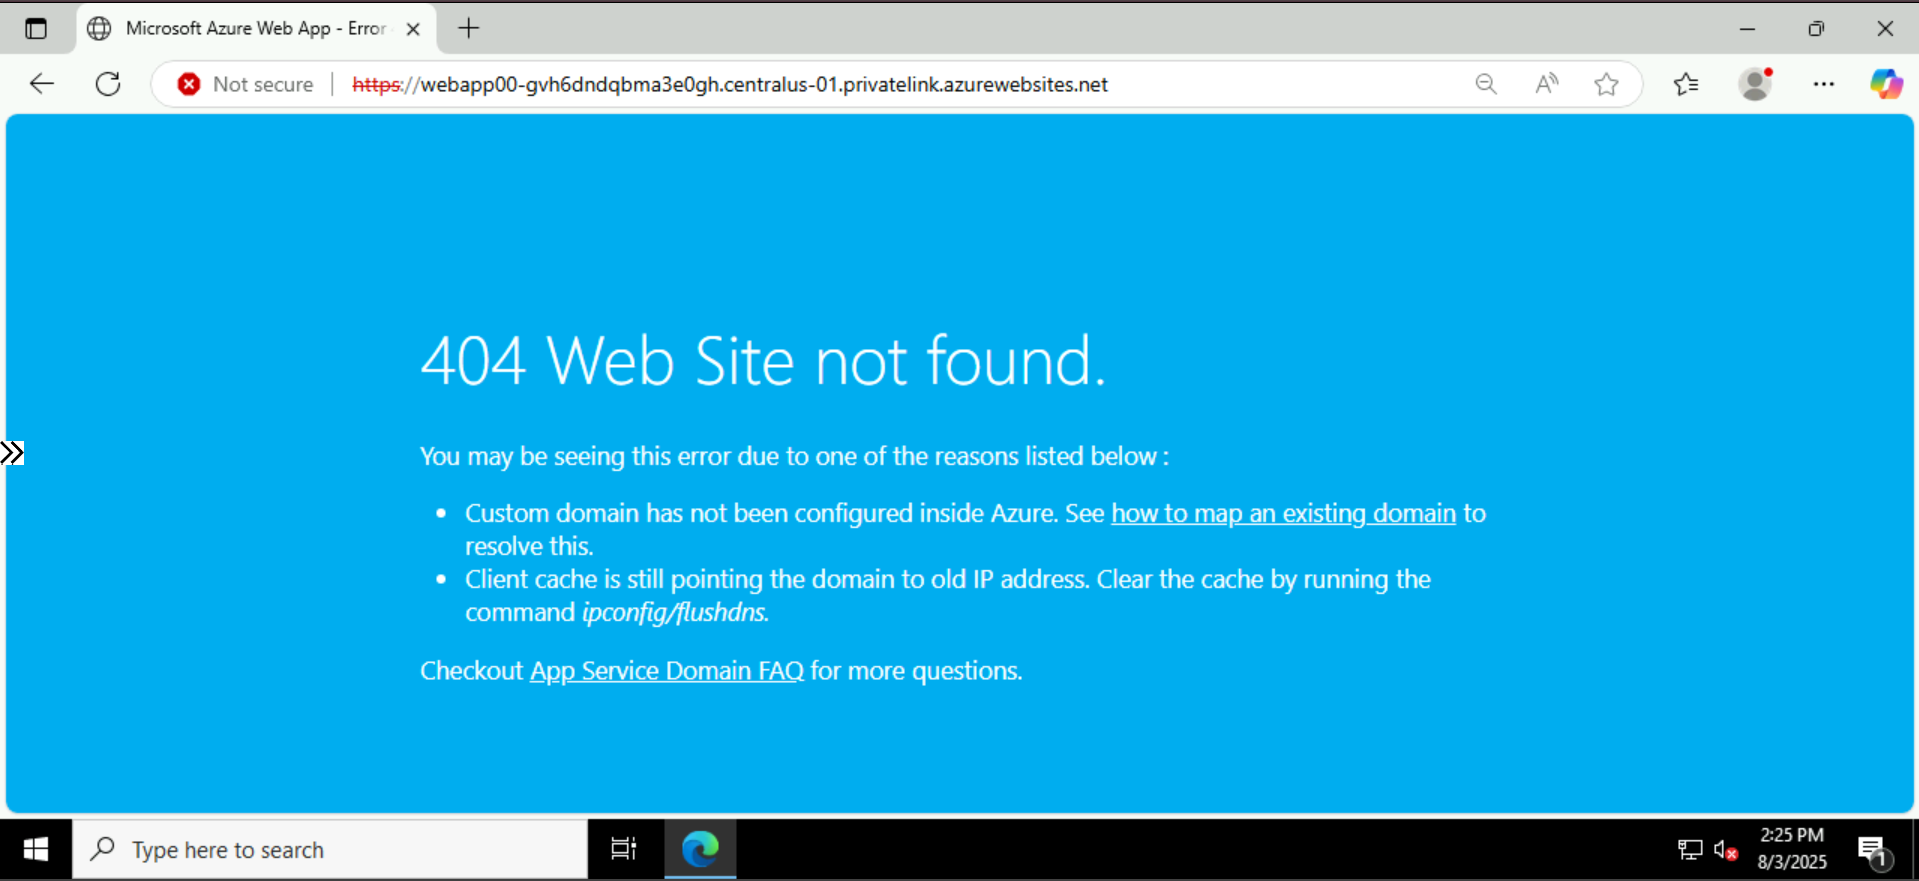 Microsoft Azure Web App - Error
Not secure
https://webapp00-gvh6dndqbma3e0gh.centralus-01.privatelink.azurewebsites.net
404 Web Site not found.
You may be seeing this error due to one of the reasons listed below :
• Custom domain has not been configured inside Azure. See how to map an existing domain to
resolve this.
• Client cache is still pointing the domain to old IP address. Clear the cache by running the
command ipconfig/flushdns.
Checkout App Service Domain FAQ for more questions.
Type here to search
2:25 PM
8/3/2025
1